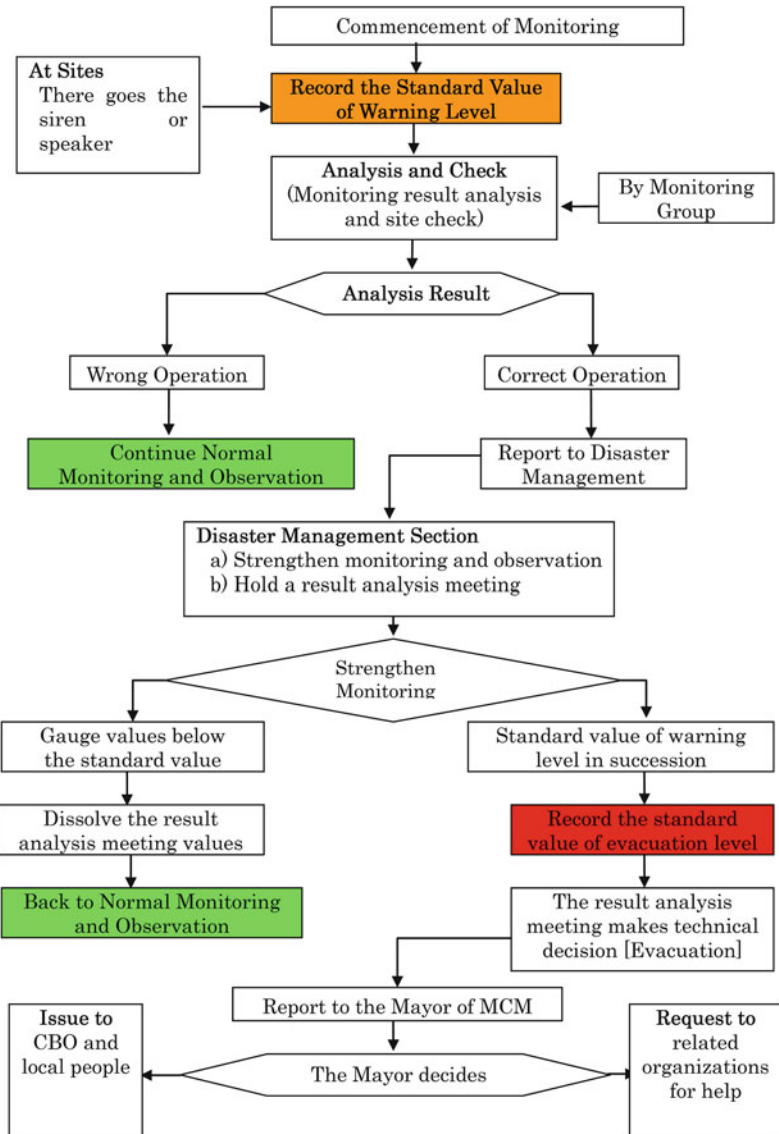 Commencement of Monitoring
At Sites
There goes the
siren or
speaker
Record the Standard Value
of Warning Level
Analysis and Check
(Monitoring result analysis
and site check)
By Monitoring
Group
Analysis Result
Wrong Operation
Correct Operation
Continue Normal
Monitoring and Observation
Report to Disaster
Management
Disaster Management Section
a) Strengthen monitoring and observation
b) Hold a result analysis meeting
Strengthen
Monitoring
Gauge values below
the standard value
Standard value of warning
level in succession
Dissolve the result
analysis meeting values
Record the standard
value of evacuation level
Back to Normal Monitoring
and Observation
The result analysis
meeting makes technical
decision [Evacuation]
Report to the Mayor of MCM
Issue to
CBO and
local people
The Mayor decides
Request to
related
organizations
for help